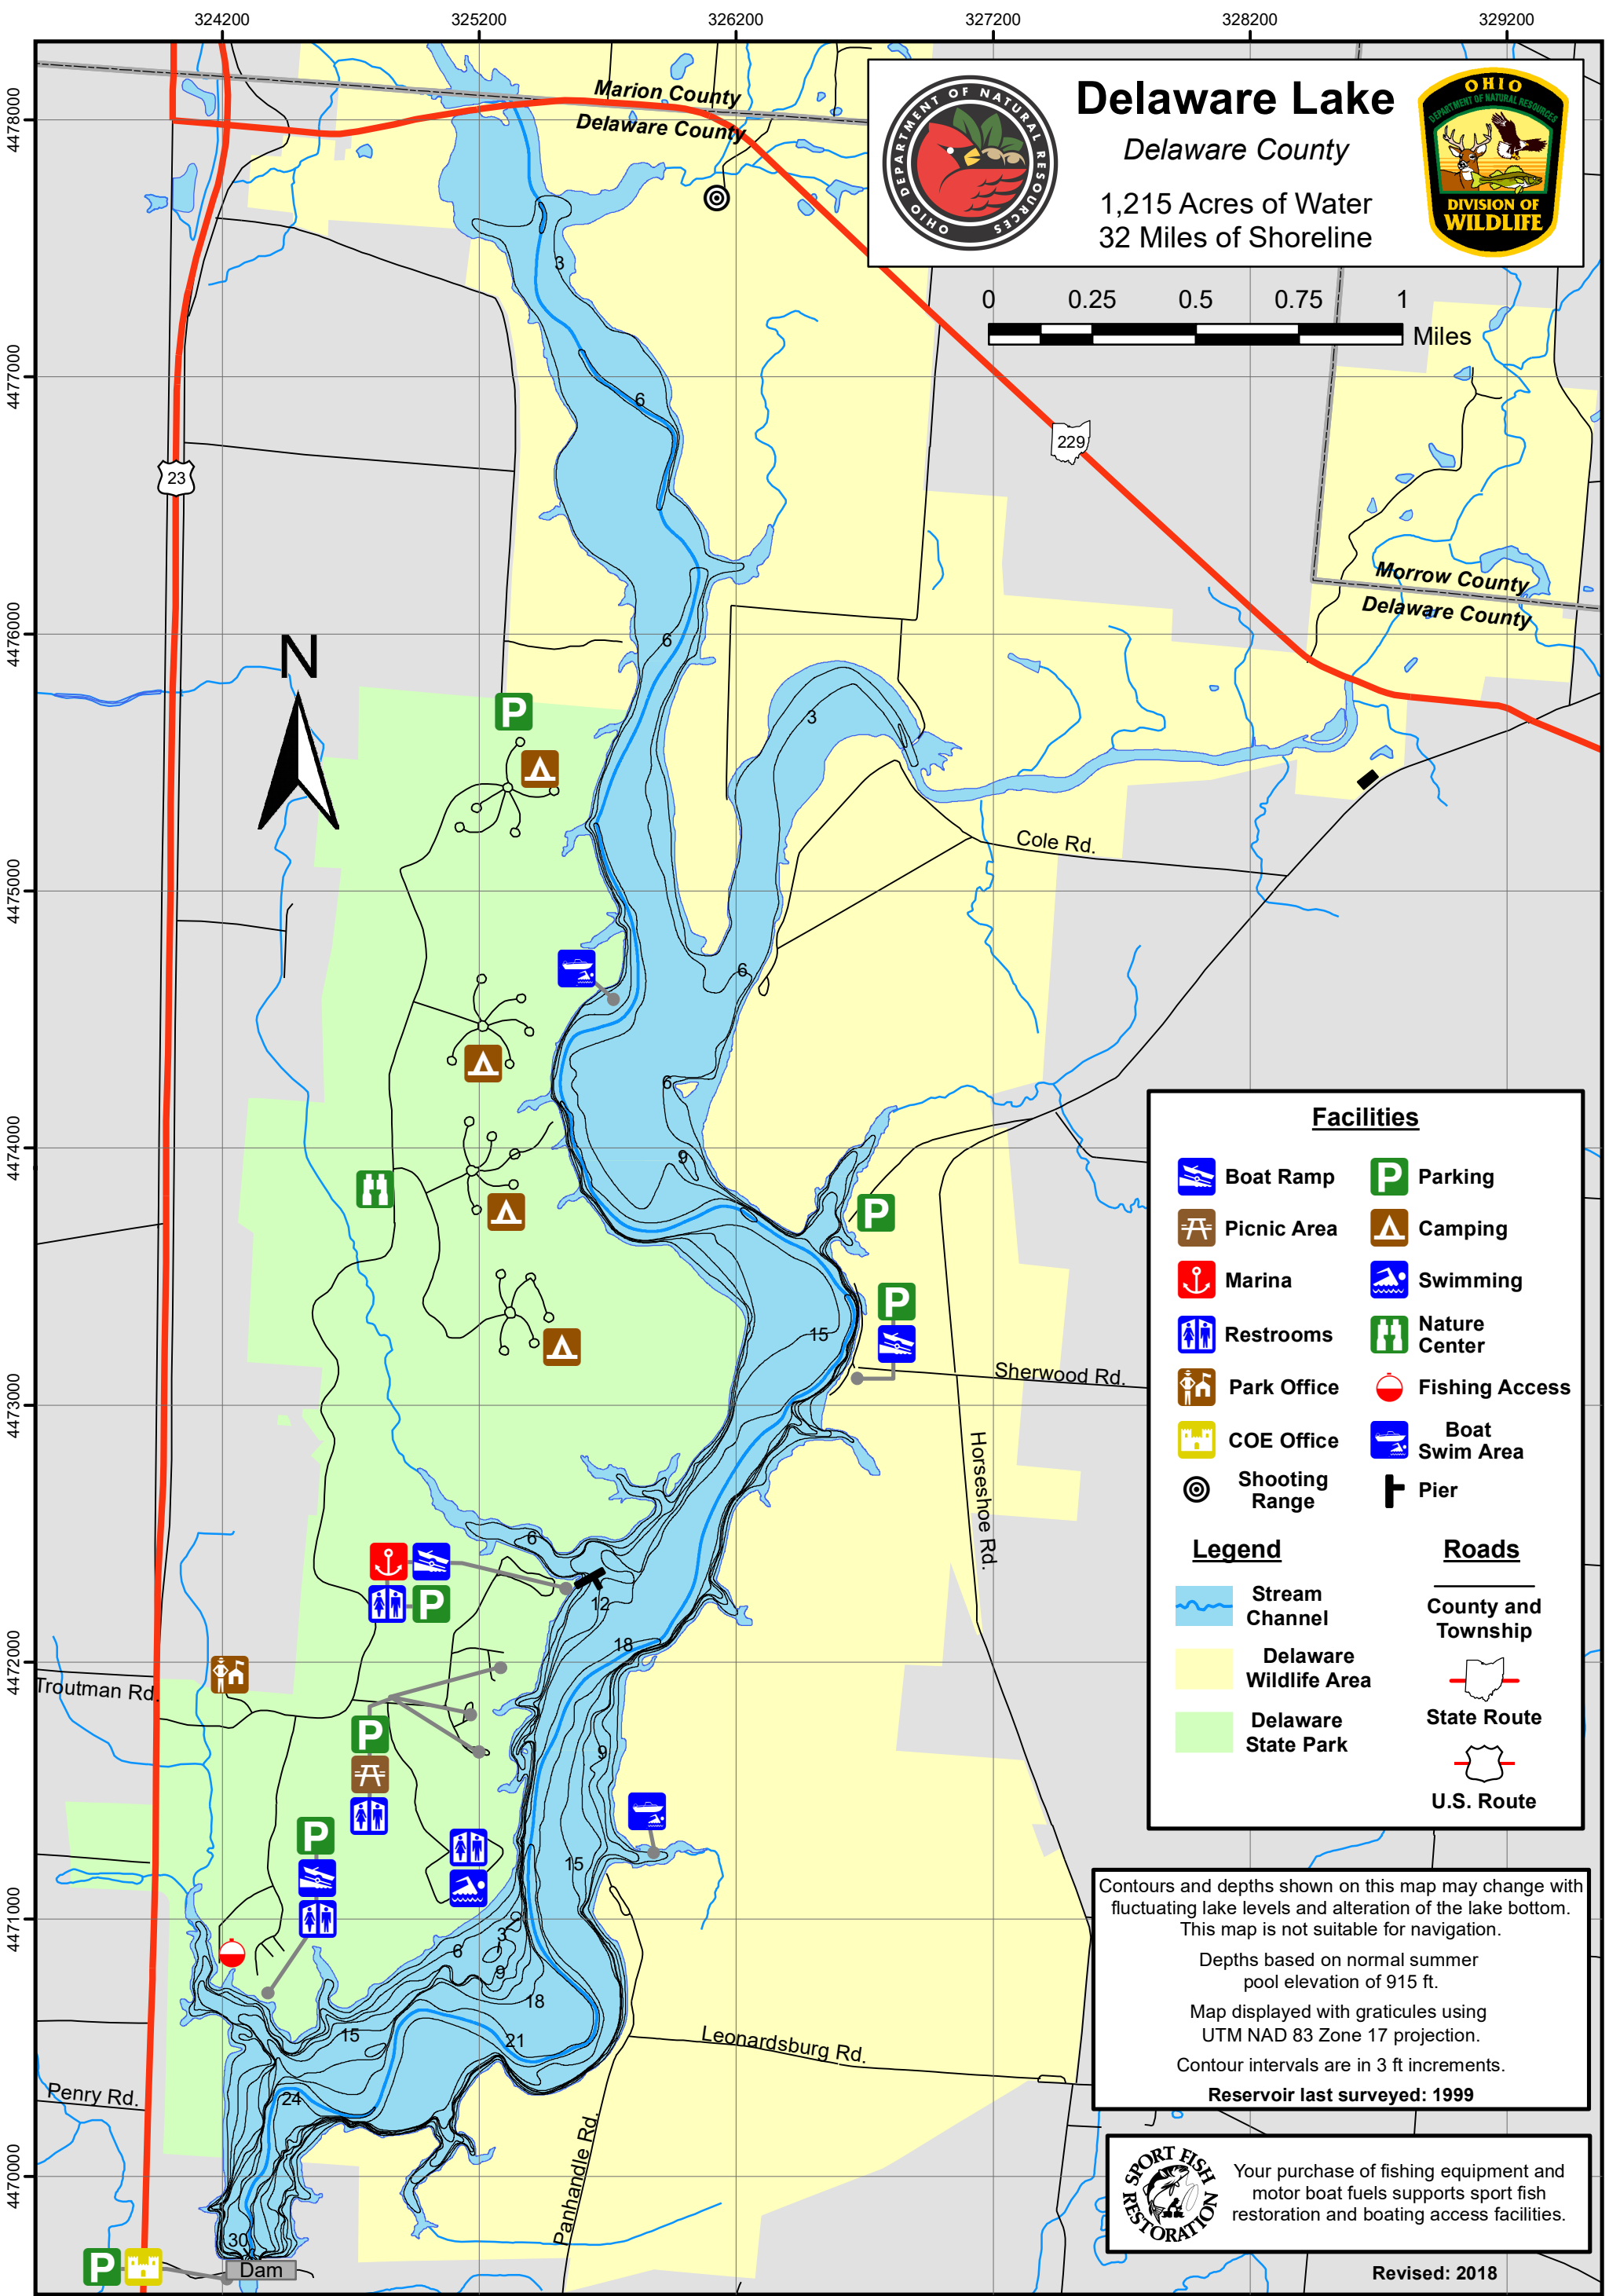 324200 325200 326200 327200 328200 329200
4478000
4477000
4476000
4475000
4474000
4473000
4472000
4471000
4470000
Marion County
Delaware County
OHIO DEPARTMENT OF NATURAL RESOURCES
Delaware Lake
Delaware County
1,215 Acres of Water
32 Miles of Shoreline
OHIO
DEPARTMENT OF NATURAL RESOURCES
DIVISION OF
WILDLIFE
0 0.25 0.5 0.75 1
Miles
3
6
23
229
Morrow County
Delaware County
6
N
P
3
Cole Rd.
6
6
9
P
P
15
Sherwood Rd.
Horseshoe Rd.
6
P
12
18
Troutman Rd.
P
9
P
15
3
6
9
18
15
21
Leonardsburg Rd.
Penry Rd.
24
Panhandle Rd.
30
P
Dam
Facilities
Boat Ramp
P Parking
Picnic Area
Camping
Marina
Swimming
Restrooms
Nature
Center
Park Office
Fishing Access
COE Office
Boat
Swim Area
Shooting
Range
Pier
Legend
Stream
Channel
Delaware
Wildlife Area
Delaware
State Park
Roads
County and
Township
State Route
U.S. Route
Contours and depths shown on this map may change with
fluctuating lake levels and alteration of the lake bottom.
This map is not suitable for navigation.
Depths based on normal summer
pool elevation of 915 ft.
Map displayed with graticules using
UTM NAD 83 Zone 17 projection.
Contour intervals are in 3 ft increments.
Reservoir last surveyed: 1999
SPORT FISH
RESTORATION
Your purchase of fishing equipment and
motor boat fuels supports sport fish
restoration and boating access facilities.
Revised: 2018